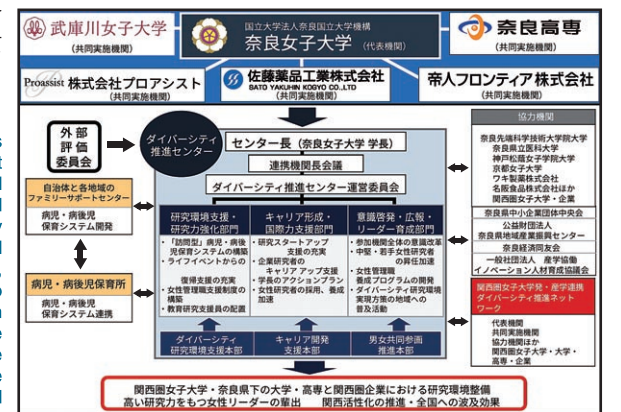 武庫川女子大学
(共同実施機関)
国立大学法人奈良国立大学機構
奈良女子大学 (代表機関)
奈良高専
(共同実施機関)
Proassist 株式会社プロアシスト
(共同実施機関)
佐藤薬品工業株式会社
SATO YAKUHIN KOGYO CO.,LTD
(共同実施機関)
帝人フロンティア株式会社
(共同実施機関)
外部
評価
委員会
ダイバーシティ
推進センター
センター長(奈良女子大学 学長)
連携機関長会議
ダイバーシティ推進センター運営委員会
自治体と各地域の
ファミリーサポートセンター
病児・病後児
保育システム開発
病児・病後児保育所
病児・病後児
保育システム連携
研究環境支援・
研究力強化部門
・「訪問型」病児・病後
児保育システムの構築
・ライフイベントからの
復帰支援の充実
・女性管理職支援制度の
構築
・教育研究支援員の配置
キャリア形成・
国際力支援部門
・研究スタートアップ
支援の充実
・企業研究者の
キャリア アップ支援
・学長のアクションプラン
・女性研究者の採用、養成
加速
意識啓発・広報・
リーダー育成部門
・参加機関全体の意識改革
・中堅・若手女性研究者
の昇任加速
・女性管理職
養成プログラムの開発
・ダイバーシティ研究環境
実現方策の地域への
普及活動
ダイバーシティ
研究環境支援本部
キャリア開発
支援本部
男女共同参画
推進本部
協力機関
奈良先端科学技術大学院大学
奈良県立医科大学
神戸松蔭女子学院大学
京都女子大学
ワキ製薬株式会社
名阪食品株式会社ほか
関西圏女子大学・企業
奈良県中小企業団体中央会
公益財団法人
奈良県地域産業振興センター
奈良経済同友会
一般社団法人 産学協働
イノベーション人材育成協議会
関西圏女子大学発・産学連携
ダイバーシティ推進ネット
ワーク
代表機関
共同実施機関
協力機関ほか
関西圏女子大学・大学・
高専・企業
関西圏女子大学・奈良県下の大学・高専と関西圏企業における研究環境整備
高い研究力をもつ女性リーダーの輩出 関西活性化の推進・全国への波及効果